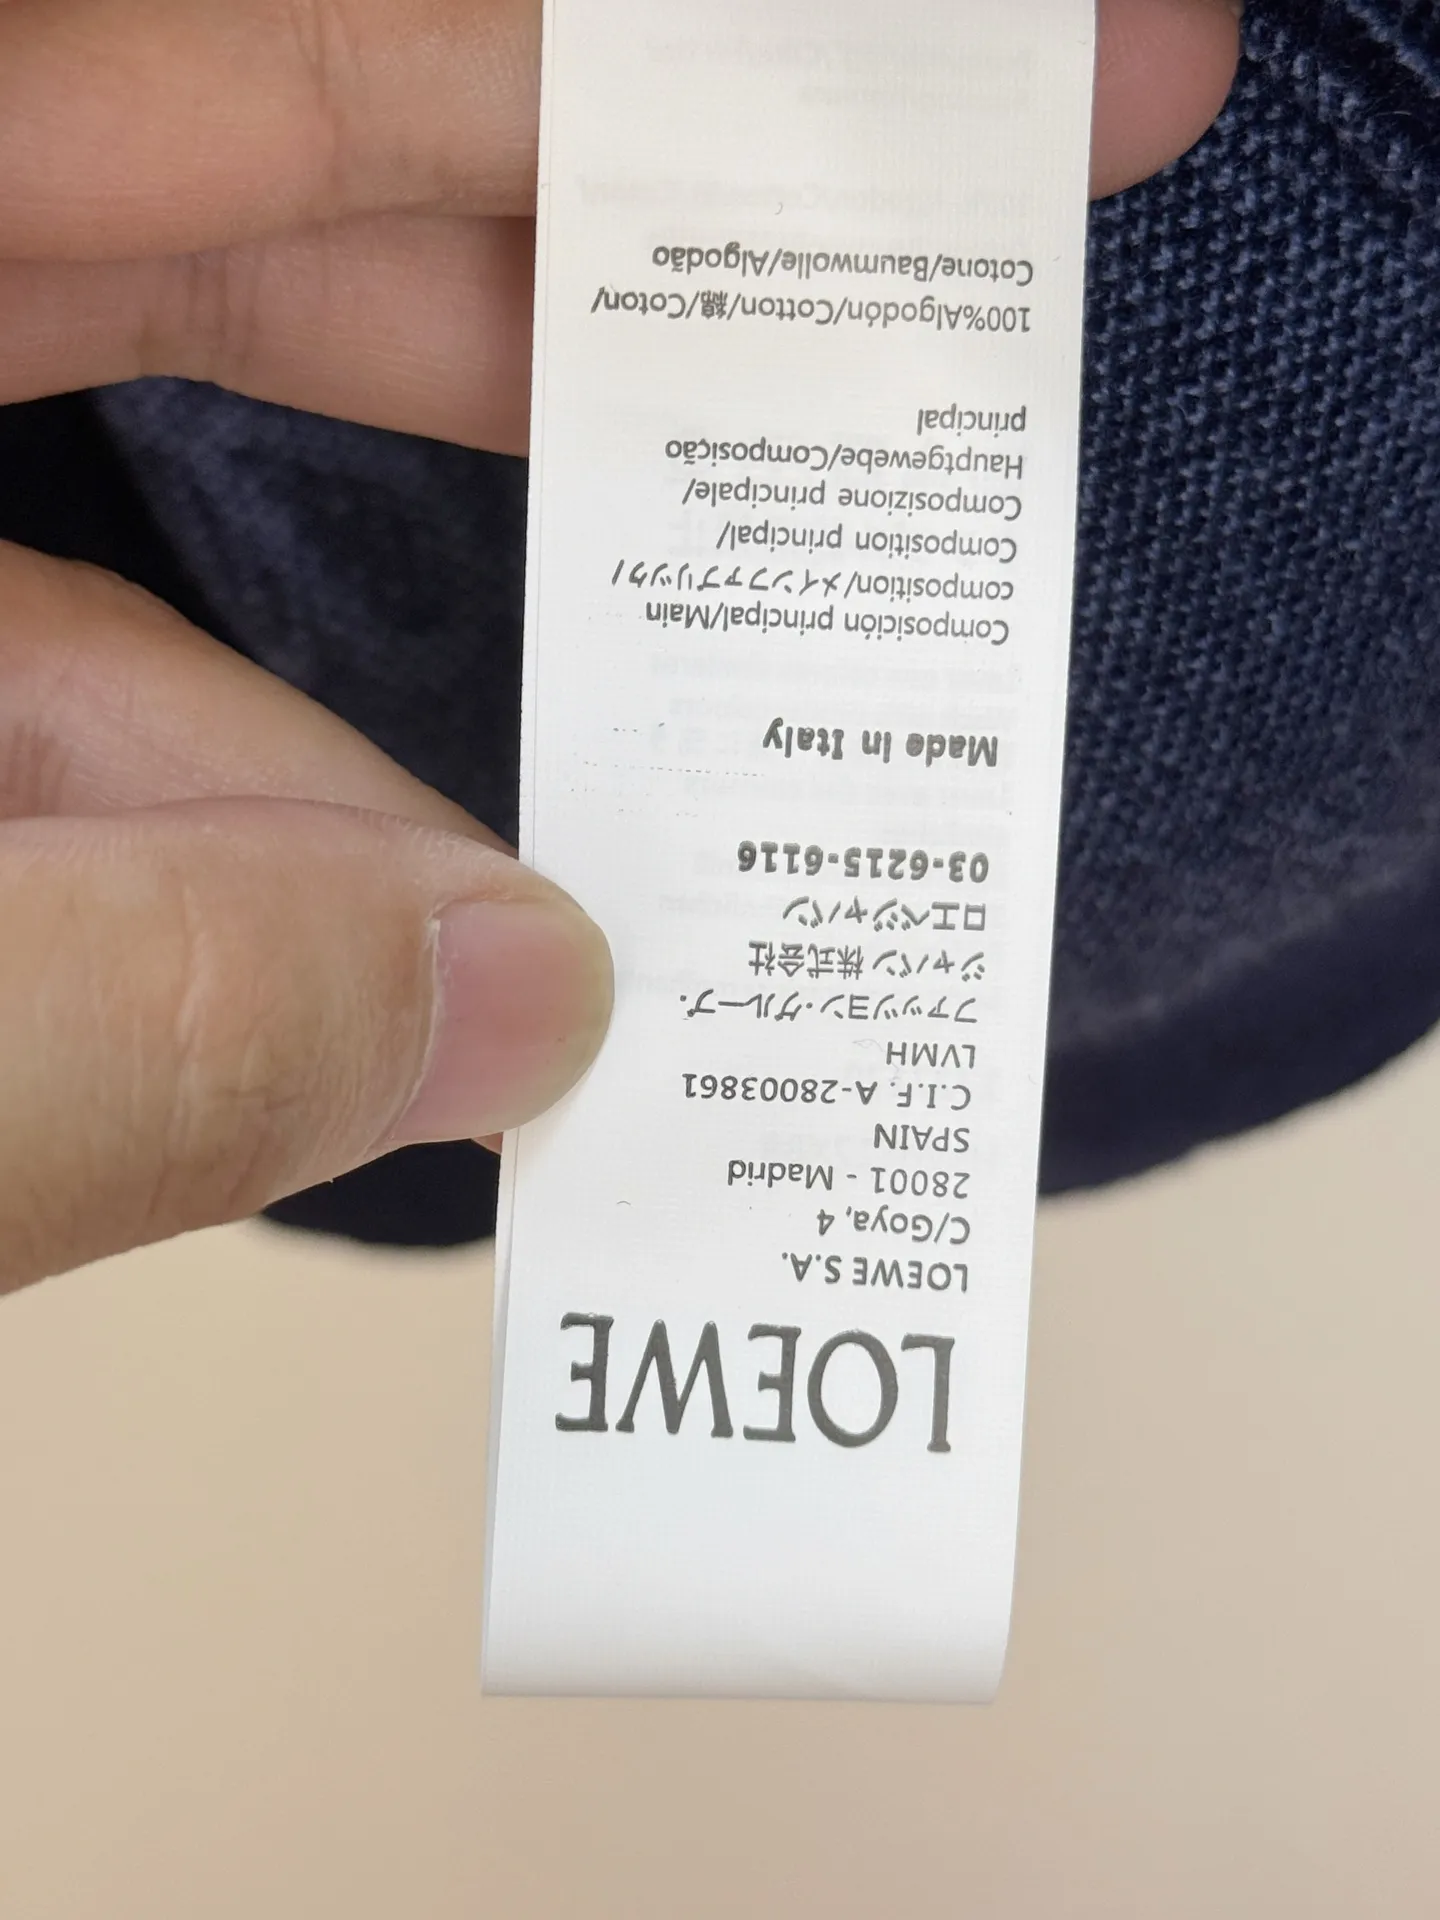 LOEWE
LOEWE S.A.
C/Goya, 4
28001 - Madrid
SPAIN
C.I.F. A-28003861
LVMH
ファッション・グループ・
ジャパン 株式会社
ロエベジャパン
03-6215-6116
Made in Italy
Composición principal/Main
composition/メインファブリック/
Composition principal/
Composizione principale/
Hauptgewebe/Composição
principal
100%Algodón/Cotton/綿/Coton/
Cotone/Baumwolle/Algodão